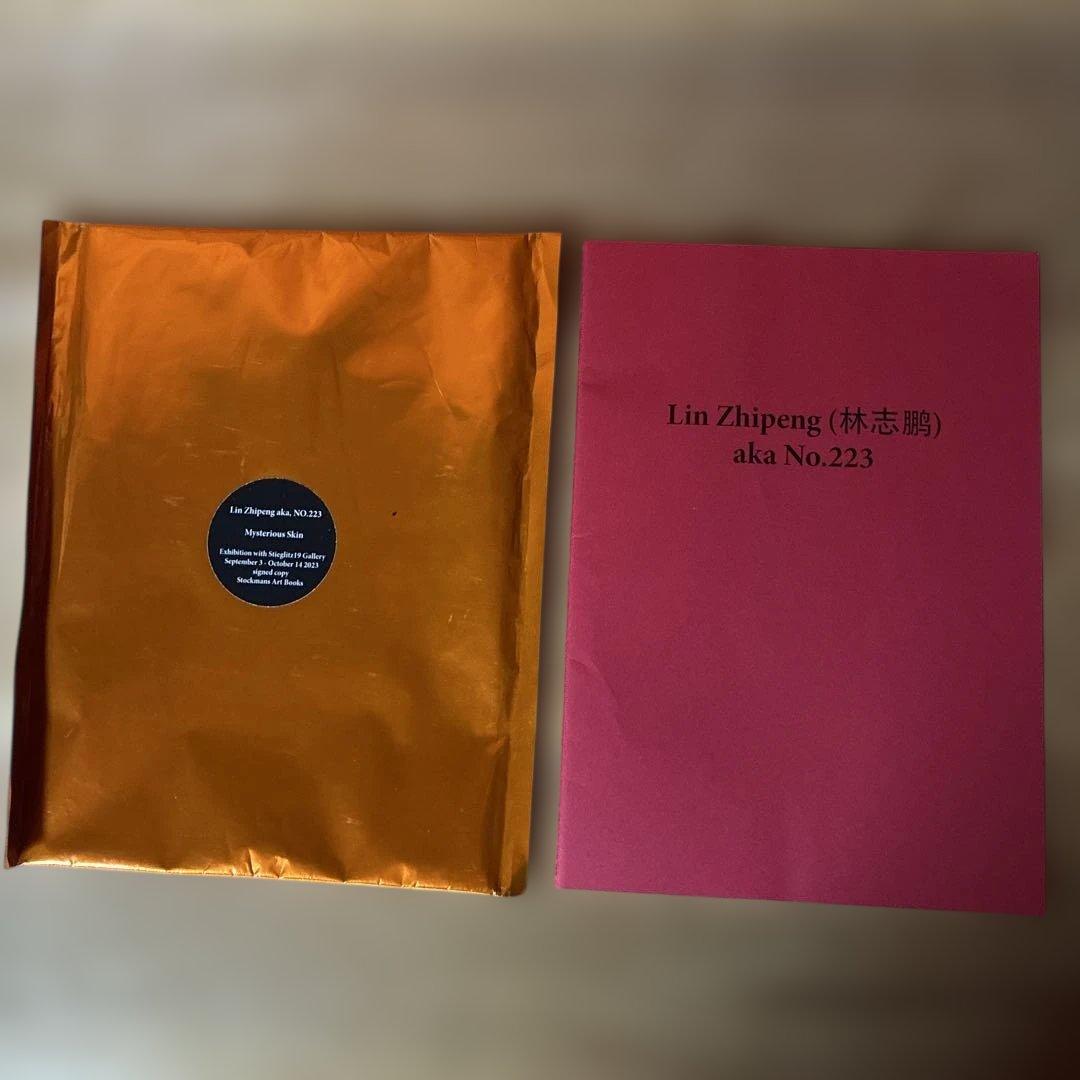 Lin Zhipeng aka, NO.223
Mysterious Skin
Exhibition with Stieglitz19 Gallery
September 3 - October 14 2023
signed copy
Stockmans Art Books
Lin Zhipeng (林志鹏)
aka No.223